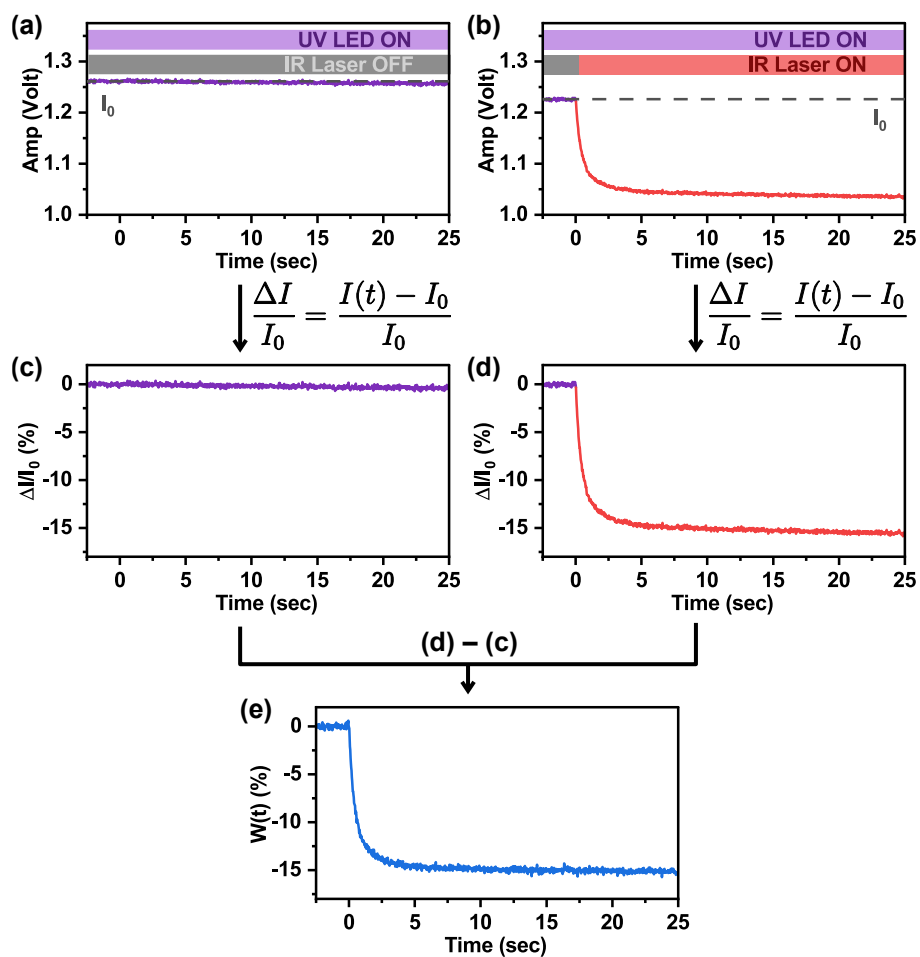 (a)
UV LED ON
IR Laser OFF
I₀
Amp (Volt)
1.3
1.2
1.1
1.0
0 5 10 15 20 25
Time (sec)
(b)
UV LED ON
IR Laser ON
I₀
Amp (Volt)
1.3
1.2
1.1
1.0
0 5 10 15 20 25
Time (sec)
ΔI/I₀ = (I(t) − I₀)/I₀
ΔI/I₀ = (I(t) − I₀)/I₀
(c)
ΔI/I₀ (%)
0
-5
-10
-15
0 5 10 15 20 25
Time (sec)
(d)
ΔI/I₀ (%)
0
-5
-10
-15
0 5 10 15 20 25
Time (sec)
(d) – (c)
(e)
W(t) (%)
0
-5
-10
-15
0 5 10 15 20 25
Time (sec)